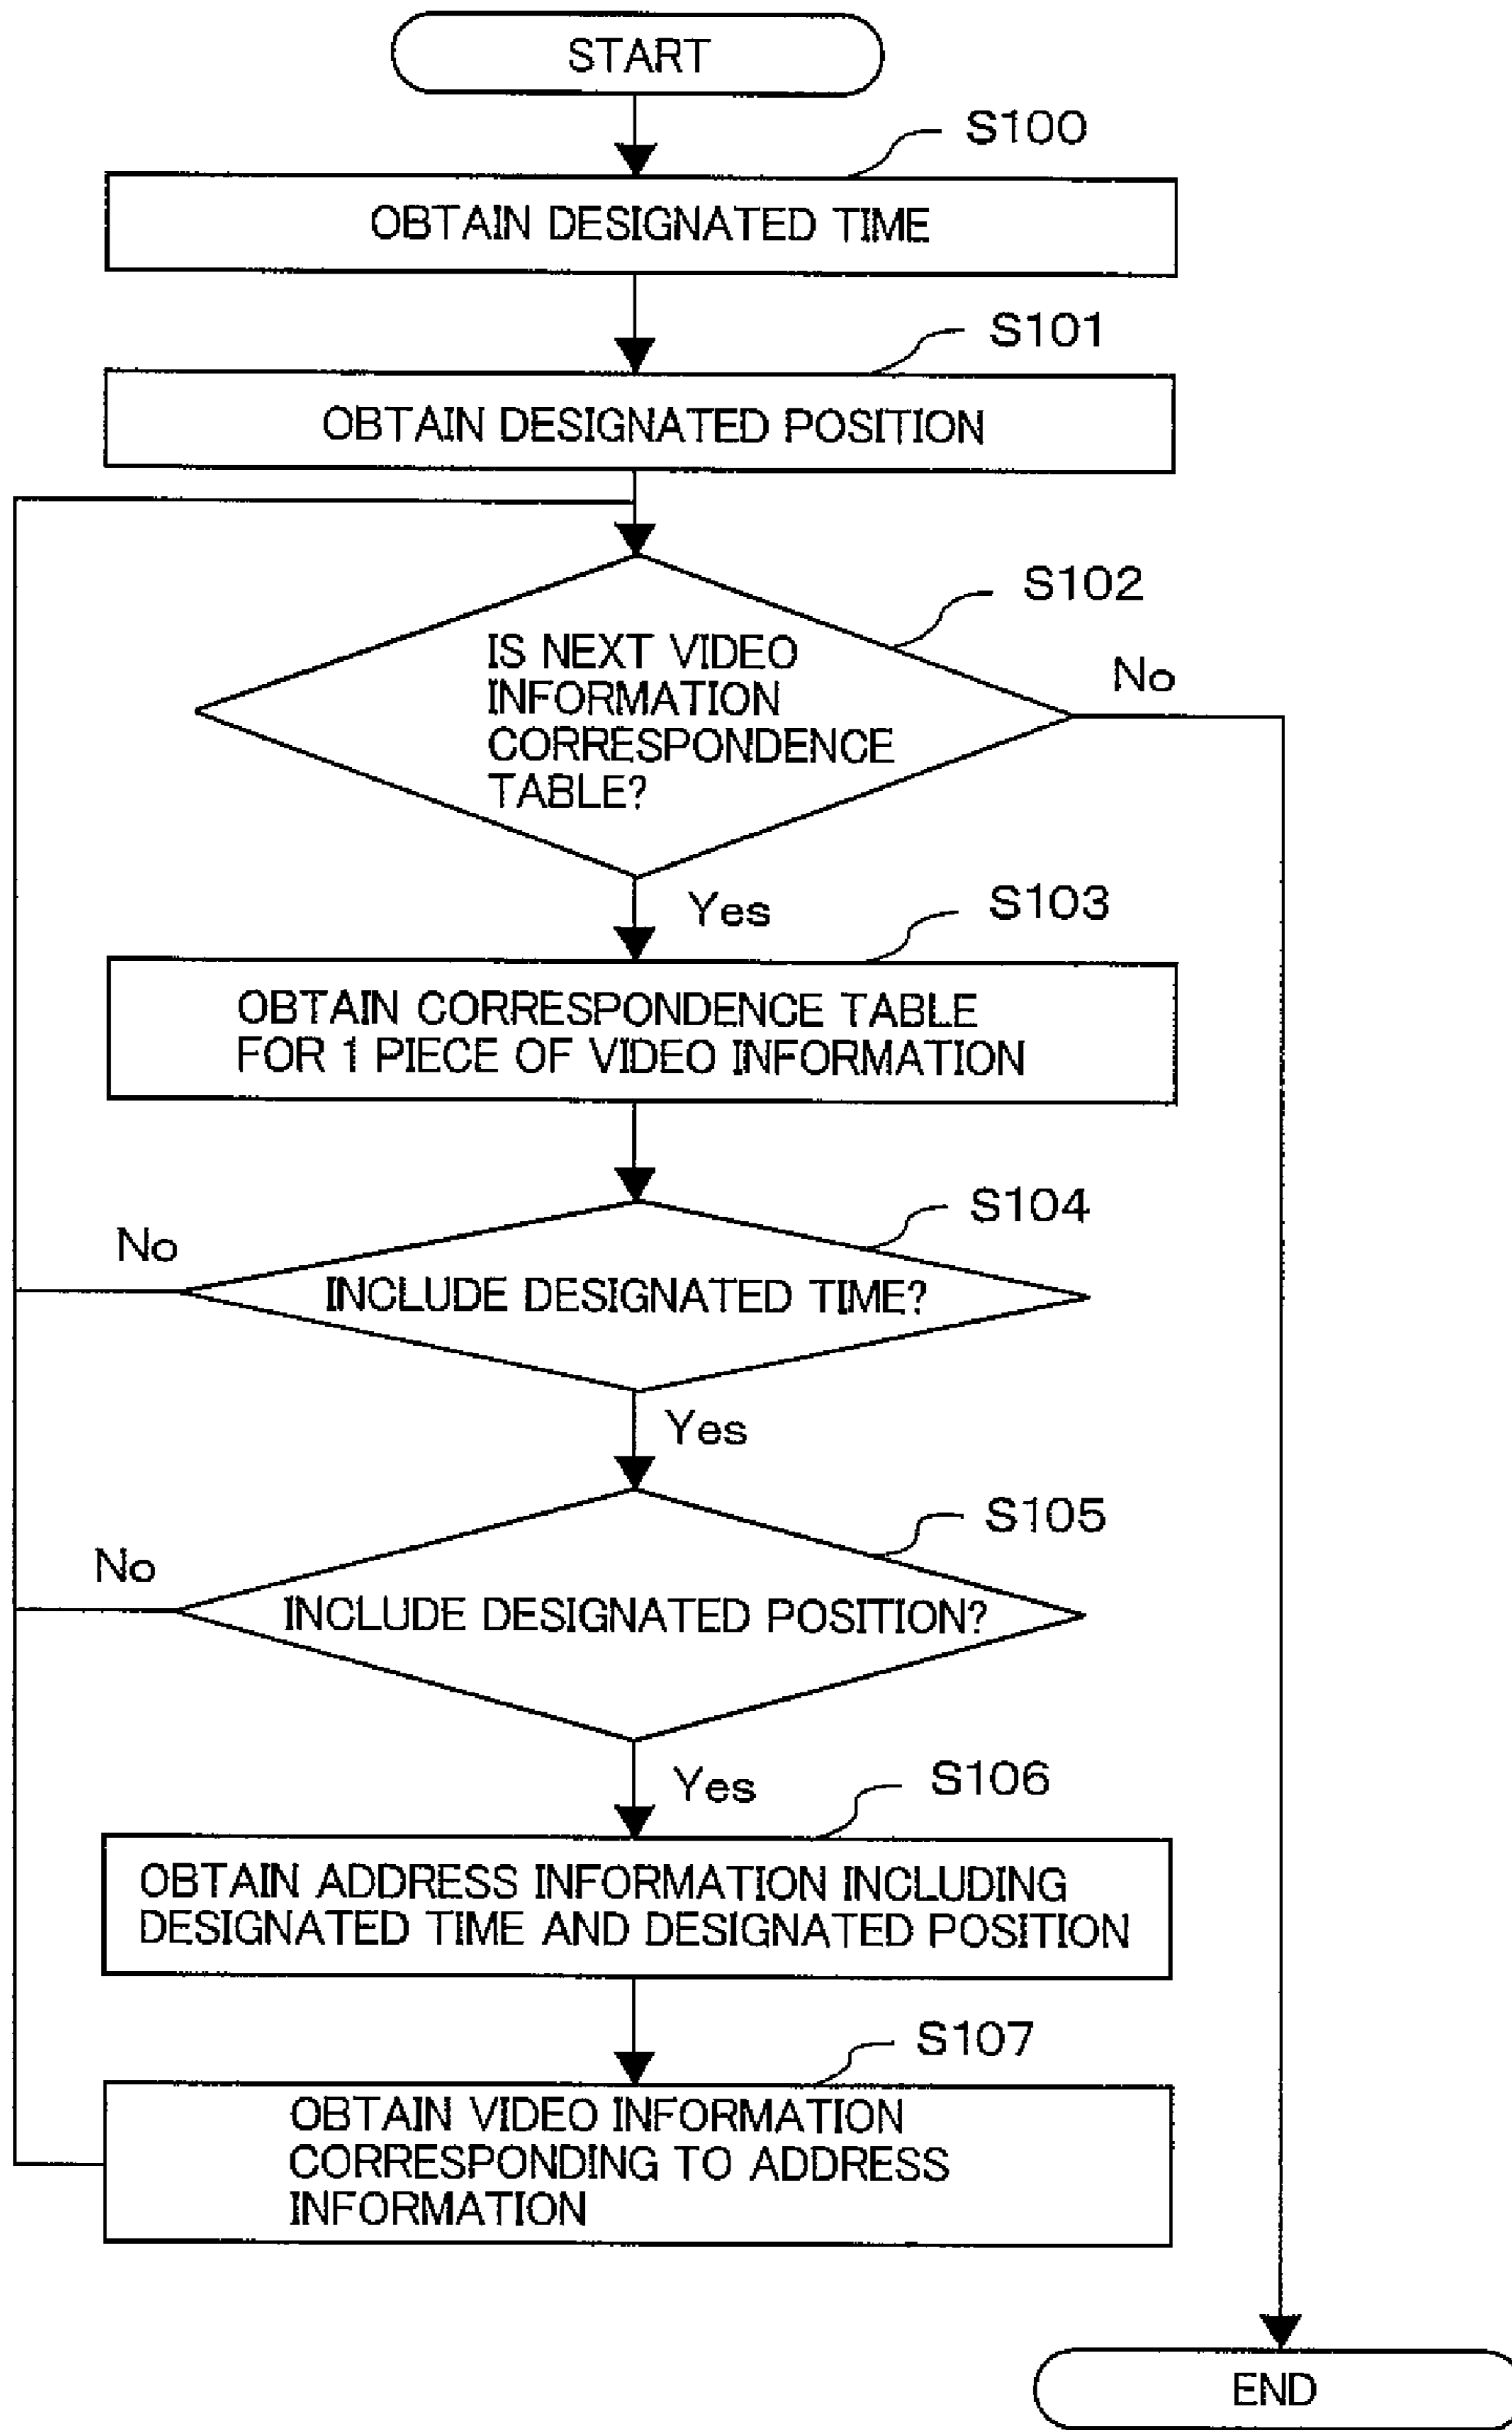 START
S100
OBTAIN DESIGNATED TIME
S101
OBTAIN DESIGNATED POSITION
S102
IS NEXT VIDEO
INFORMATION
CORRESPONDENCE
TABLE?
No
Yes
S103
OBTAIN CORRESPONDENCE TABLE
FOR 1 PIECE OF VIDEO INFORMATION
S104
No
INCLUDE DESIGNATED TIME?
Yes
S105
No
INCLUDE DESIGNATED POSITION?
Yes
S106
OBTAIN ADDRESS INFORMATION INCLUDING
DESIGNATED TIME AND DESIGNATED POSITION
S107
OBTAIN VIDEO INFORMATION
CORRESPONDING TO ADDRESS
INFORMATION
END